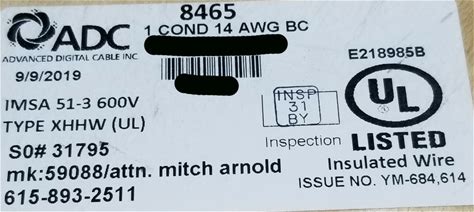 8465
ADC
1 COND 14 AWG BC
ADVANCED DIGITAL CABLE INC
E218985B
9/9/2019
IMSA 51-3 600V
INSP
31
BY
UL
TYPE XHHW (UL)
Inspection
LISTED
SO# 31795
Insulated Wire
mk:59088/attn. mitch arnold
ISSUE NO. YM-684,614
615-893-2511